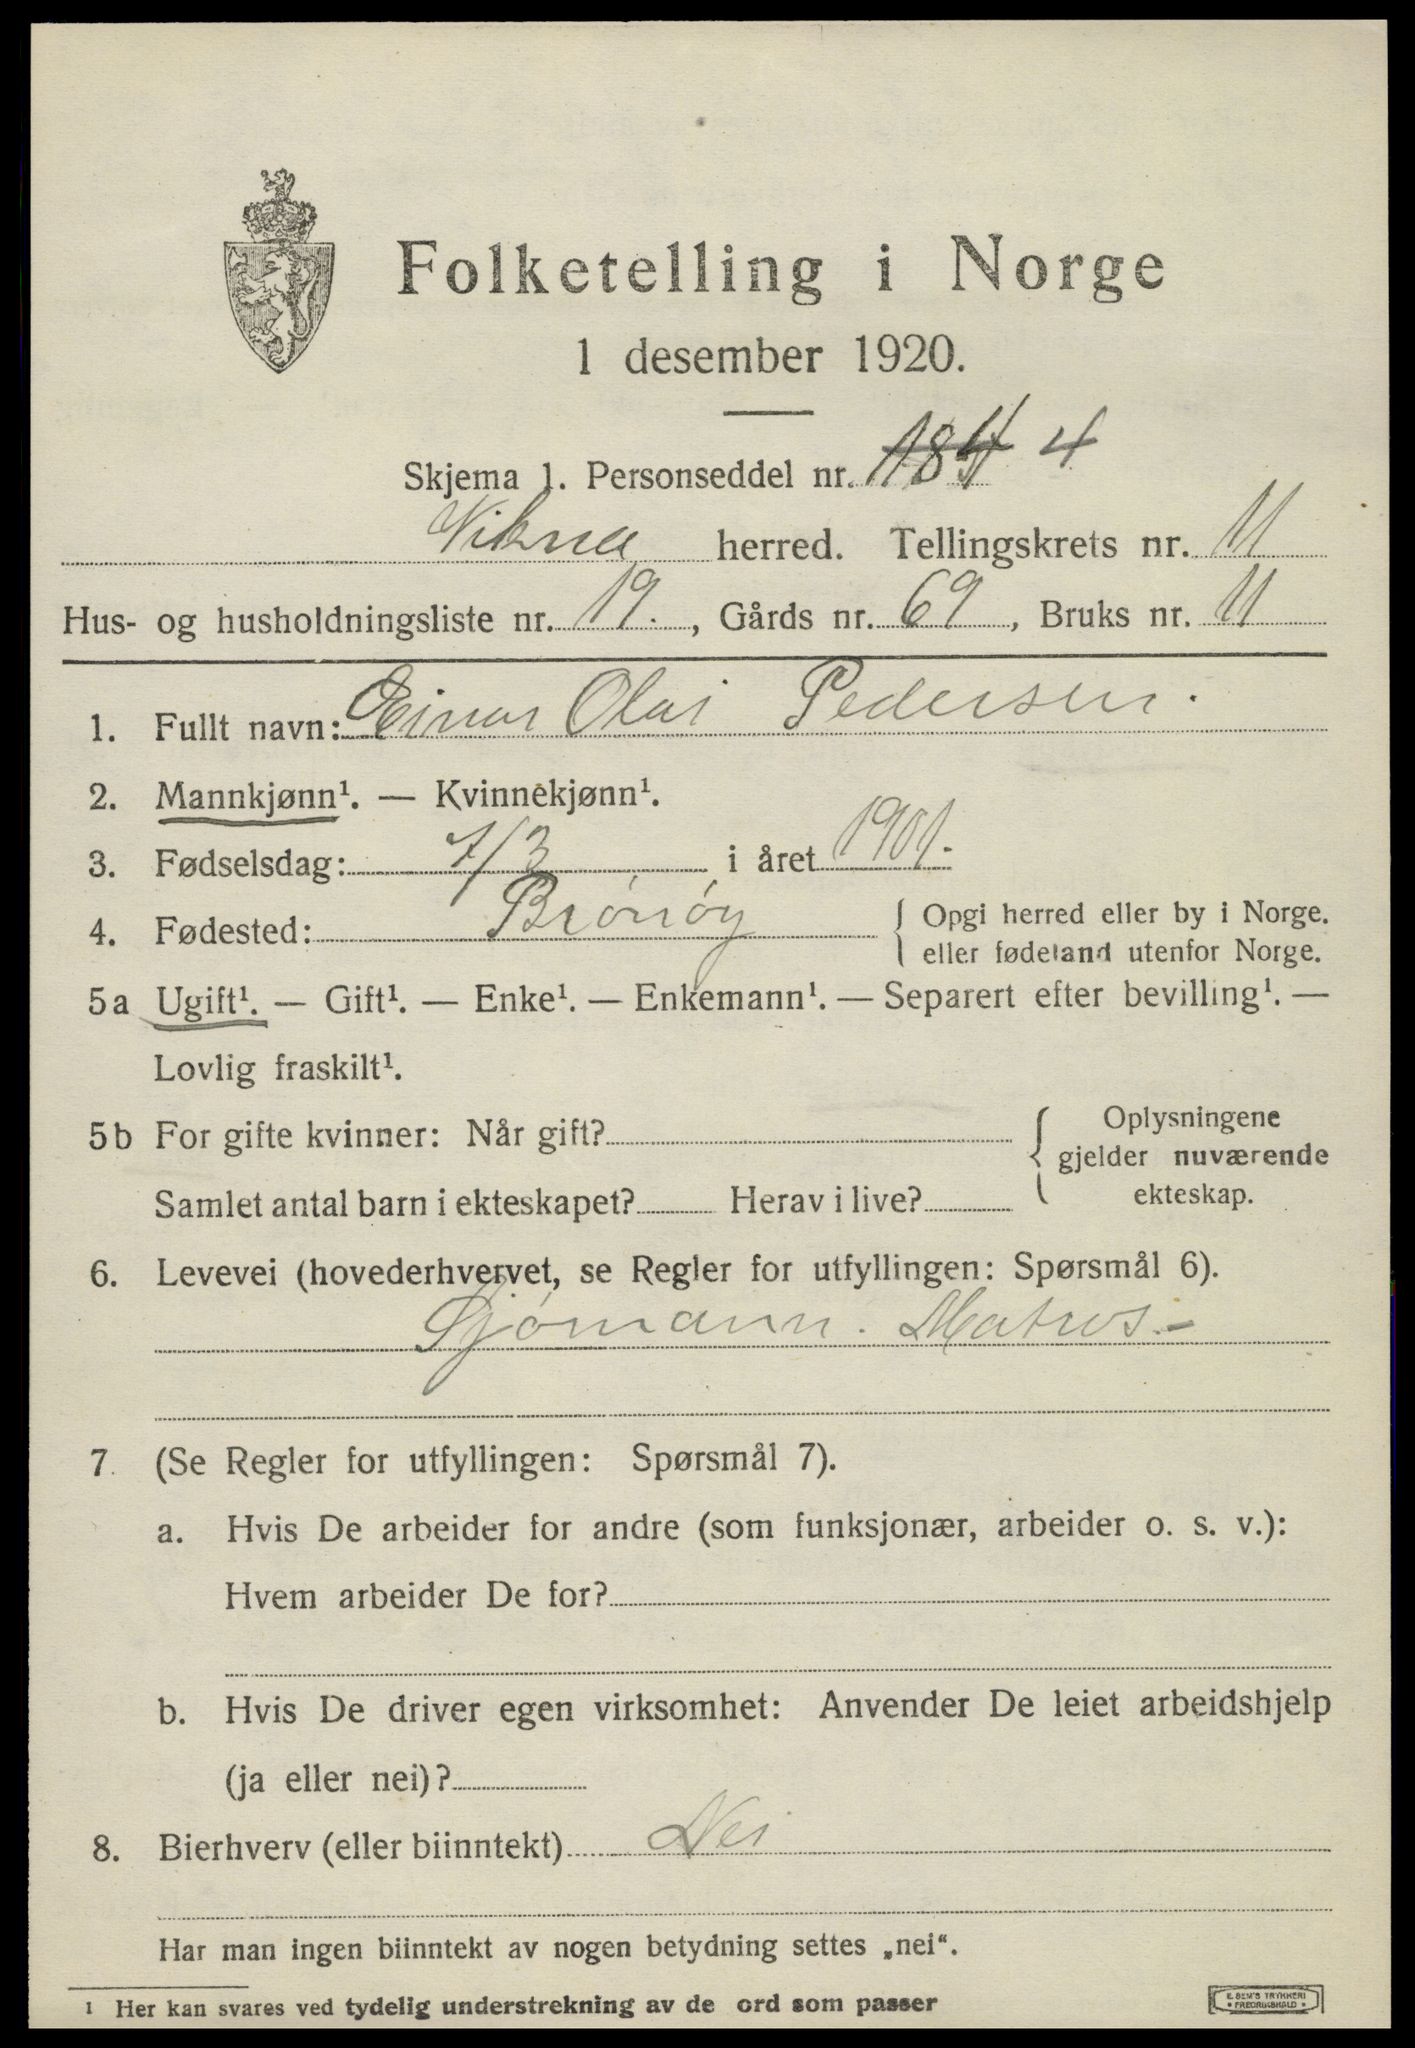 Folketelling i Norge
1 desember 1920.
Skjema 1. Personseddel nr. 184 4
Vikna herred. Tellingskrets nr. 11
Hus- og husholdningsliste nr. 19. , Gårds nr. 69 , Bruks nr. 11
1. Fullt navn: Einar Olai Pedersen.
2. Mannkjønn¹. — Kvinnekjønn¹.
3. Fødselsdag: 7/3 i året 1901.
4. Fødested: Brönöy { Opgi herred eller by i Norge.
eller fødeland utenfor Norge.
5a Ugift¹. — Gift¹. — Enke¹. — Enkemann¹. — Separert efter bevilling¹. —
Lovlig fraskilt¹.
5b For gifte kvinner: Når gift? { Oplysningene
gjelder nuværende
Samlet antal barn i ekteskapet? Herav i live? ekteskap.
6. Levevei (hovederhvervet, se Regler for utfyllingen: Spørsmål 6).
Sjömann. Matros.-
7. (Se Regler for utfyllingen: Spørsmål 7).
a. Hvis De arbeider for andre (som funksjonær, arbeider o. s. v.):
Hvem arbeider De for?
b. Hvis De driver egen virksomhet: Anvender De leiet arbeidshjelp
(ja eller nei)?
8. Bierhverv (eller biinntekt) Nei
Har man ingen biinntekt av nogen betydning settes „nei“.
¹ Her kan svares ved tydelig understrekning av de ord som passer
E. SEM'S TRYKKERI
• FREDRIKSHALD •